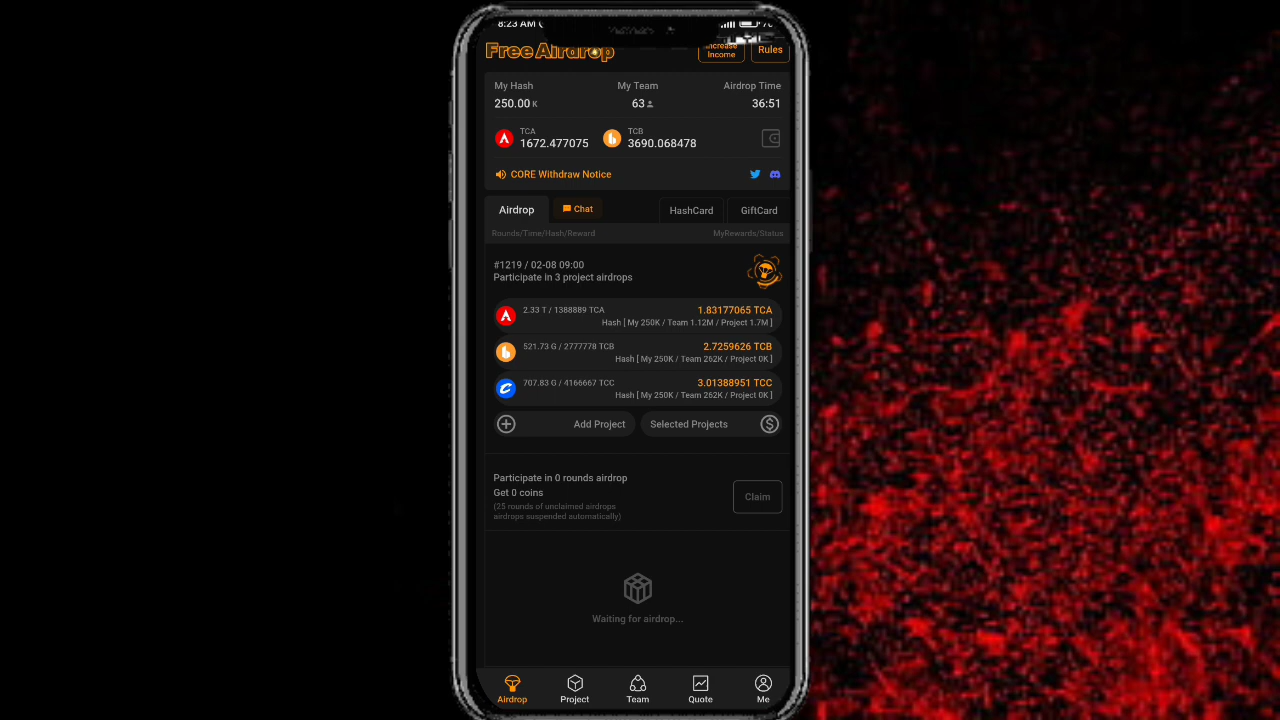 8:23 AM
Free Airdrop
Increase
Income
Rules
My Hash
My Team
Airdrop Time
250.00 K
63
36:51
TCA
1672.477075
TCB
3690.068478
CORE Withdraw Notice
Airdrop
Chat
HashCard
GiftCard
Rounds/Time/Hash/Reward
MyRewards/Status
#1219 / 02-08 09:00
Participate in 3 project airdrops
2.33 T / 1388889 TCA
1.83177065 TCA
Hash [ My 250K / Team 1.12M / Project 1.7M ]
521.73 G / 2777778 TCB
2.7259626 TCB
Hash [ My 250K / Team 262K / Project 0K ]
707.83 G / 4166667 TCC
3.01388951 TCC
Hash [ My 250K / Team 262K / Project 0K ]
Add Project
Selected Projects
Participate in 0 rounds airdrop
Get 0 coins
(25 rounds of unclaimed airdrops
airdrops suspended automatically)
Claim
Waiting for airdrop...
Airdrop
Project
Team
Quote
Me